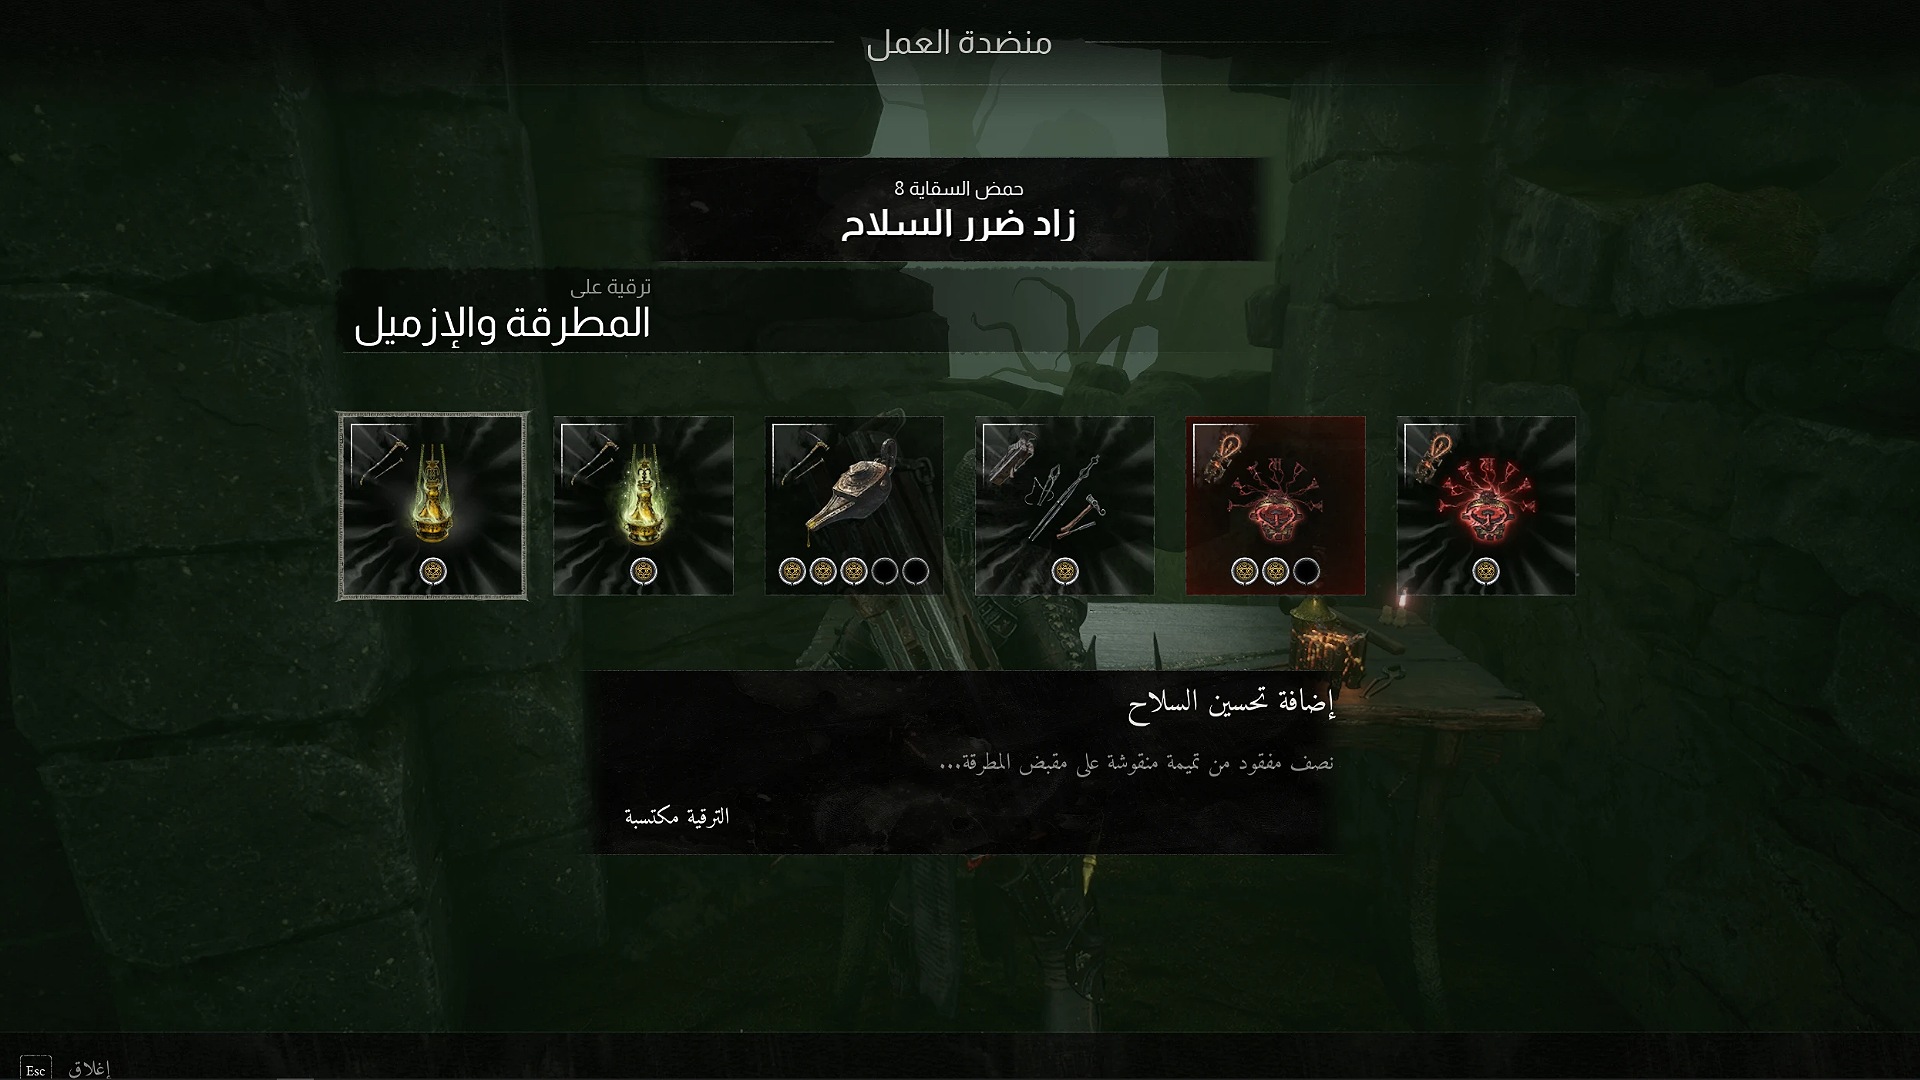 منضدة العمل
حمض السقاية 8
زاد ضرر السلاح
ترقية على
المطرقة والإزميل
إضافة تحسين السلاح
نصف مفقود من تميمة منقوشة على مقبض المطرقة...
الترقية مكتسبة
Esc إغلاق